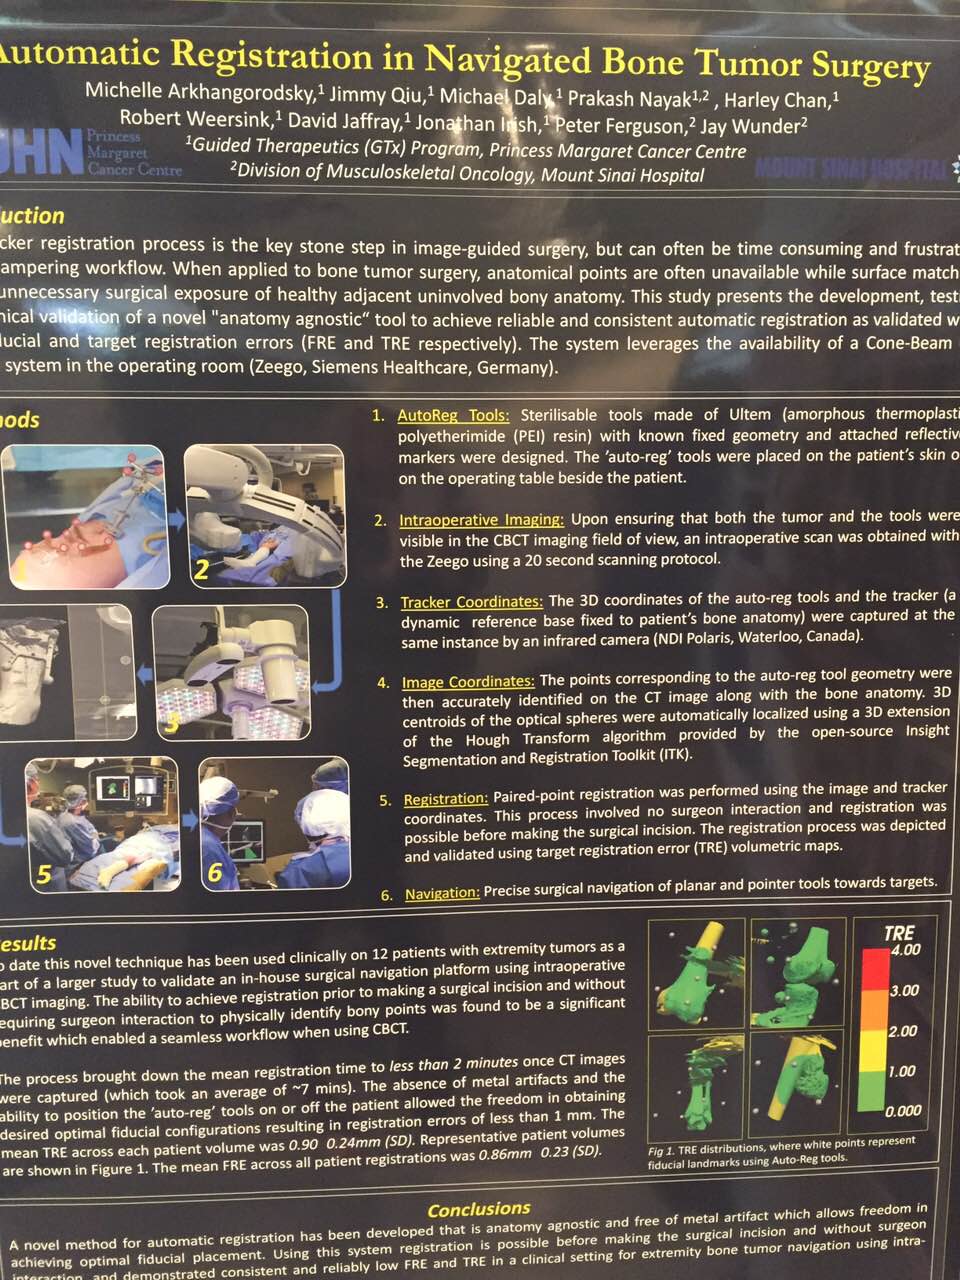 Automatic Registration in Navigated Bone Tumor Surgery
Michelle Arkhangorodsky,¹ Jimmy Qiu,¹ Michael Daly,¹ Prakash Nayak¹,² , Harley Chan,¹
Robert Weersink,¹ David Jaffray,¹ Jonathan Irish,¹ Peter Ferguson,² Jay Wunder²
¹Guided Therapeutics (GTx) Program, Princess Margaret Cancer Centre
²Division of Musculoskeletal Oncology, Mount Sinai Hospital
UHN Princess
Margaret
Cancer Centre
MOUNT SINAI HOSPITAL
uction
cker registration process is the key stone step in image-guided surgery, but can often be time consuming and frustrat
ampering workflow. When applied to bone tumor surgery, anatomical points are often unavailable while surface match
unnecessary surgical exposure of healthy adjacent uninvolved bony anatomy. This study presents the development, test
nical validation of a novel "anatomy agnostic“ tool to achieve reliable and consistent automatic registration as validated w
ducial and target registration errors (FRE and TRE respectively). The system leverages the availability of a Cone-Beam
system in the operating room (Zeego, Siemens Healthcare, Germany).
hods
1. AutoReg Tools: Sterilisable tools made of Ultem (amorphous thermoplasti
polyetherimide (PEI) resin) with known fixed geometry and attached reflectiv
markers were designed. The ’auto-reg’ tools were placed on the patient’s skin o
on the operating table beside the patient.
2. Intraoperative Imaging: Upon ensuring that both the tumor and the tools were
visible in the CBCT imaging field of view, an intraoperative scan was obtained with
the Zeego using a 20 second scanning protocol.
3. Tracker Coordinates: The 3D coordinates of the auto-reg tools and the tracker (a
dynamic reference base fixed to patient’s bone anatomy) were captured at the
same instance by an infrared camera (NDI Polaris, Waterloo, Canada).
4. Image Coordinates: The points corresponding to the auto-reg tool geometry were
then accurately identified on the CT image along with the bone anatomy. 3D
centroids of the optical spheres were automatically localized using a 3D extension
of the Hough Transform algorithm provided by the open-source Insight
Segmentation and Registration Toolkit (ITK).
5. Registration: Paired-point registration was performed using the image and tracker
coordinates. This process involved no surgeon interaction and registration was
possible before making the surgical incision. The registration process was depicted
and validated using target registration error (TRE) volumetric maps.
6. Navigation: Precise surgical navigation of planar and pointer tools towards targets.
1
2
3
5
6
esults
o date this novel technique has been used clinically on 12 patients with extremity tumors as a
art of a larger study to validate an in-house surgical navigation platform using intraoperative
BCT imaging. The ability to achieve registration prior to making a surgical incision and without
equiring surgeon interaction to physically identify bony points was found to be a significant
enefit which enabled a seamless workflow when using CBCT.
The process brought down the mean registration time to less than 2 minutes once CT images
were captured (which took an average of ~7 mins). The absence of metal artifacts and the
ability to position the ’auto-reg’ tools on or off the patient allowed the freedom in obtaining
desired optimal fiducial configurations resulting in registration errors of less than 1 mm. The
mean TRE across each patient volume was 0.90 0.24mm (SD). Representative patient volumes
are shown in Figure 1. The mean FRE across all patient registrations was 0.86mm 0.23 (SD).
TRE
4.00
3.00
2.00
1.00
0.000
Fig 1. TRE distributions, where white points represent
fiducial landmarks using Auto-Reg tools.
Conclusions
A novel method for automatic registration has been developed that is anatomy agnostic and free of metal artifact which allows freedom in
achieving optimal fiducial placement. Using this system registration is possible before making the surgical incision and without surgeon
interaction, and demonstrated consistent and reliably low FRE and TRE in a clinical setting for extremity bone tumor navigation using intra-